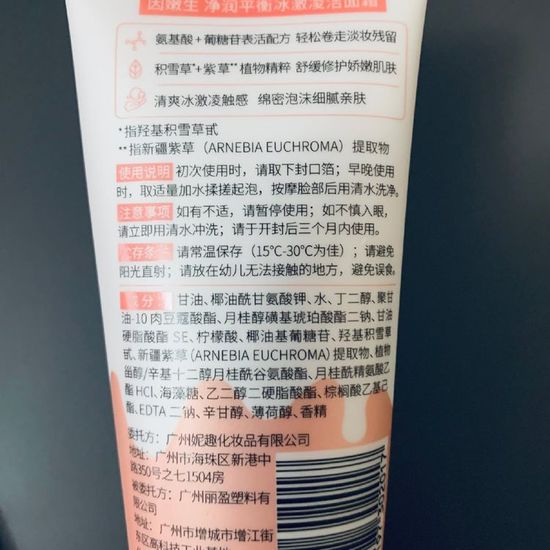 因嫩生 净润平衡冰激凌洁面霜
氨基酸+葡糖苷表活配方 轻松卷走淡妆残留
积雪草*+紫草**植物精粹 舒缓修护娇嫩肌肤
清爽冰激凌触感 绵密泡沫细腻亲肤
*指羟基积雪草甙
**指新疆紫草（ARNEBIA EUCHROMA）提取物
使用说明 初次使用时，请取下封口箔；早晚使用
时，取适量加水揉搓起泡，按摩脸部后用清水洗净。
注意事项 如有不适，请暂停使用；如不慎入眼，
请立即用清水冲洗；请于开封后三个月内使用。
贮存条件 请常温保存（15℃-30℃为佳）；请避免
阳光直射；请放在幼儿无法接触的地方，避免误食。
成分 甘油、椰油酰甘氨酸钾、水、丁二醇、聚甘
油-10 肉豆蔻酸酯、月桂醇磺基琥珀酸酯二钠、甘油
硬脂酸酯 SE、柠檬酸、椰油基葡糖苷、羟基积雪草
甙、新疆紫草（ARNEBIA EUCHROMA）提取物、植物
甾醇/辛基十二醇月桂酰谷氨酸酯、月桂酰精氨酸乙
酯 HCl、海藻糖、乙二醇二硬脂酸酯、棕榈酸乙基己
酯、EDTA 二钠、辛甘醇、薄荷醇、香精
委托方：广州妮趣化妆品有限公司
地址：广州市海珠区新港中
路350号之七1504房
被委托方：广州丽盈塑料有
限公司
地址：广州市增城市增江街
东区高科技工业基地